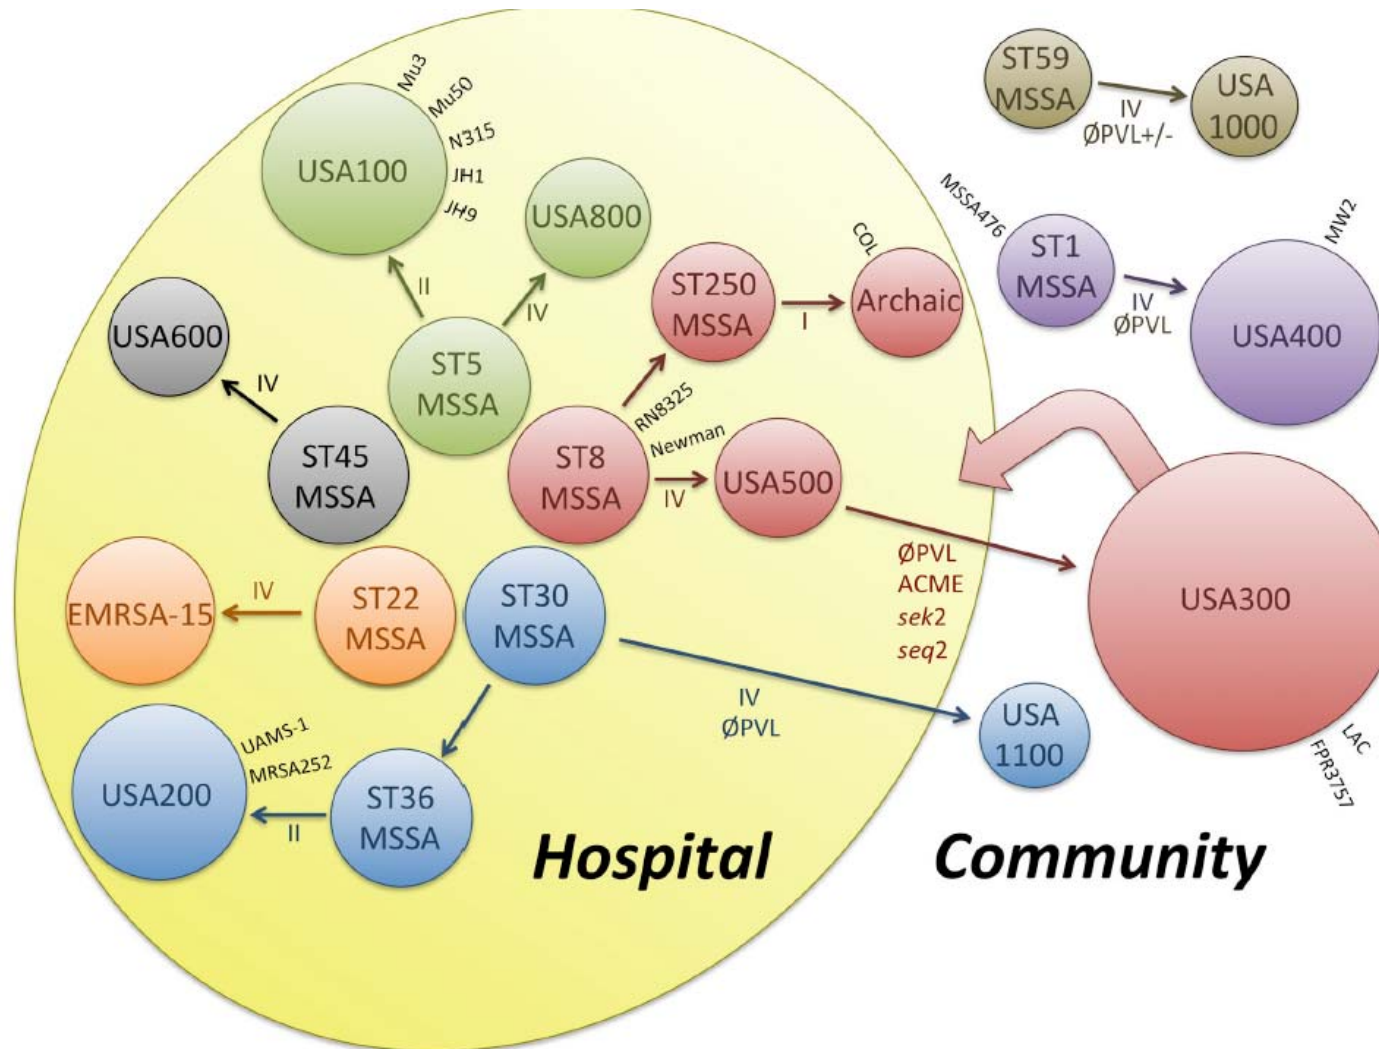 Mu3
Mu50
N315
JH1
JH9
USA100
USA800
II
IV
ST5
MSSA
USA600
IV
ST45
MSSA
ST250
MSSA
I
COL
Archaic
RN8325
Newman
ST8
MSSA
IV
USA500
ØPVL
ACME
sek2
seq2
EMRSA-15
IV
ST22
MSSA
ST30
MSSA
IV
ØPVL
USA200
UAMS-1
MRSA252
II
ST36
MSSA
Hospital
ST59
MSSA
IV
ØPVL+/-
USA
1000
MSSA476
ST1
MSSA
IV
ØPVL
MW2
USA400
USA300
LAC
FPR3757
USA
1100
Community